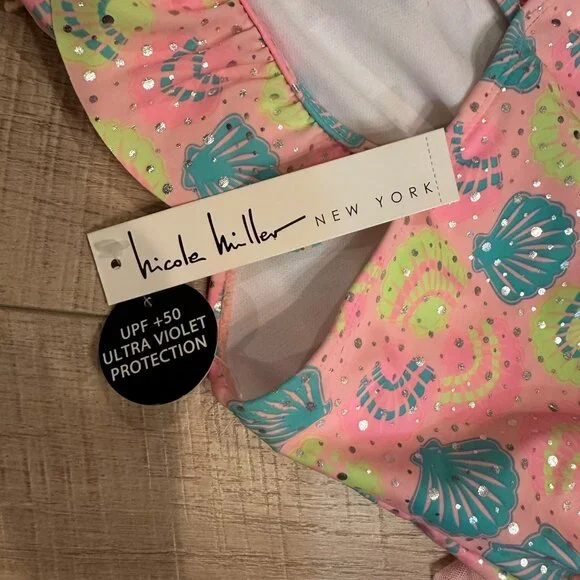 nicole miller NEW YORK
UPF +50
ULTRA VIOLET
PROTECTION